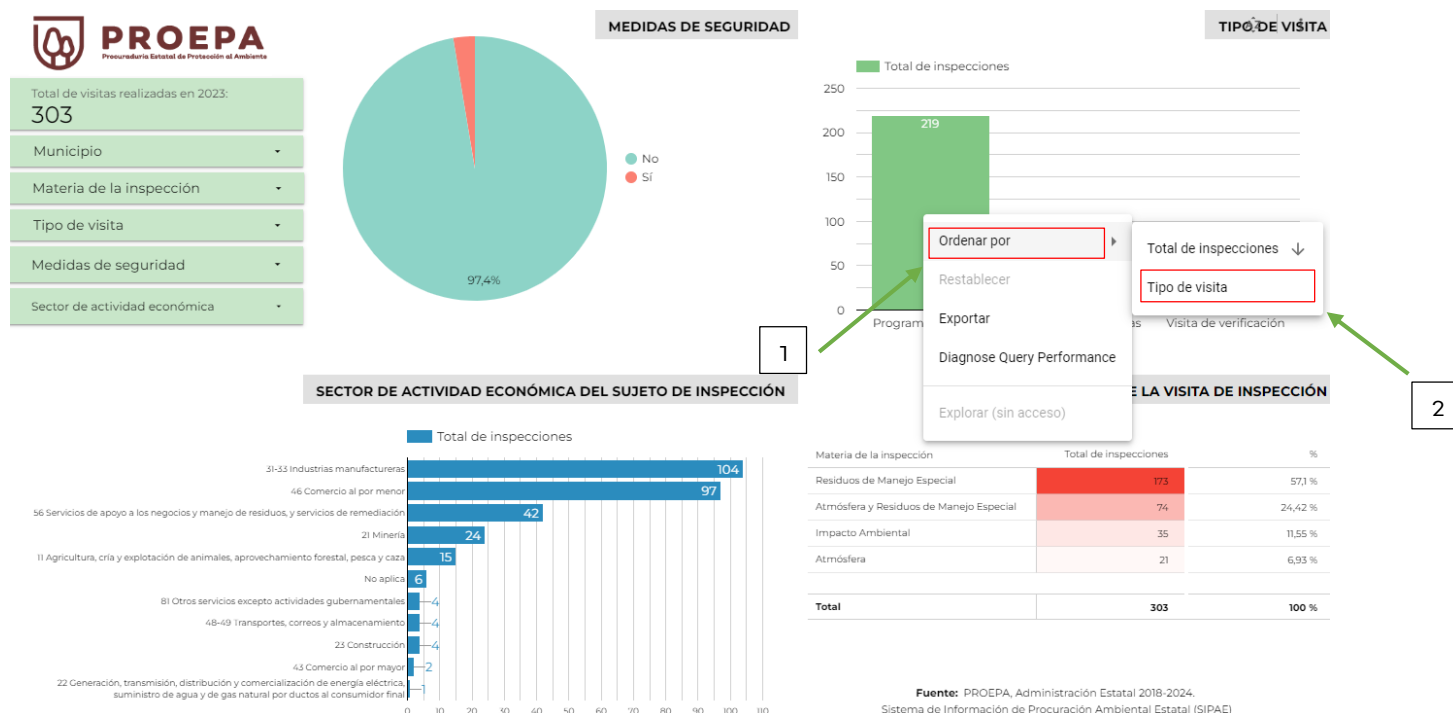 PROEPA
Procuraduría Estatal de Protección al Ambiente
Total de visitas realizadas en 2023:
303
Municipio
Materia de la inspección
Tipo de visita
Medidas de seguridad
Sector de actividad económica
MEDIDAS DE SEGURIDAD
No
Sí
97,4%
TIPO DE VISITA
Total de inspecciones
250
200
150
100
50
0
219
Visita de verificación
Ordenar por
Restablecer
Exportar
Diagnose Query Performance
Explorar (sin acceso)
Total de inspecciones
Tipo de visita
1
2
SECTOR DE ACTIVIDAD ECONÓMICA DEL SUJETO DE INSPECCIÓN
Total de inspecciones
31-33 Industrias manufactureras 104
46 Comercio al por menor 97
56 Servicios de apoyo a los negocios y manejo de residuos, y servicios de remediación 42
21 Minería 24
11 Agricultura, cría y explotación de animales, aprovechamiento forestal, pesca y caza 15
No aplica 6
81 Otros servicios excepto actividades gubernamentales 4
48-49 Transportes, correos y almacenamiento 4
23 Construcción 4
43 Comercio al por mayor 2
22 Generación, transmisión, distribución y comercialización de energía eléctrica,
suministro de agua y de gas natural por ductos al consumidor final 1
0 10 20 30 40 50 60 70 80 90 100 110
LA VISITA DE INSPECCIÓN
Materia de la inspección Total de inspecciones %
Residuos de Manejo Especial 173 57,1 %
Atmósfera y Residuos de Manejo Especial 74 24,42 %
Impacto Ambiental 35 11,55 %
Atmósfera 21 6,93 %
Total 303 100 %
Fuente: PROEPA, Administración Estatal 2018-2024.
Sistema de Información de Procuración Ambiental Estatal (SIPAE)